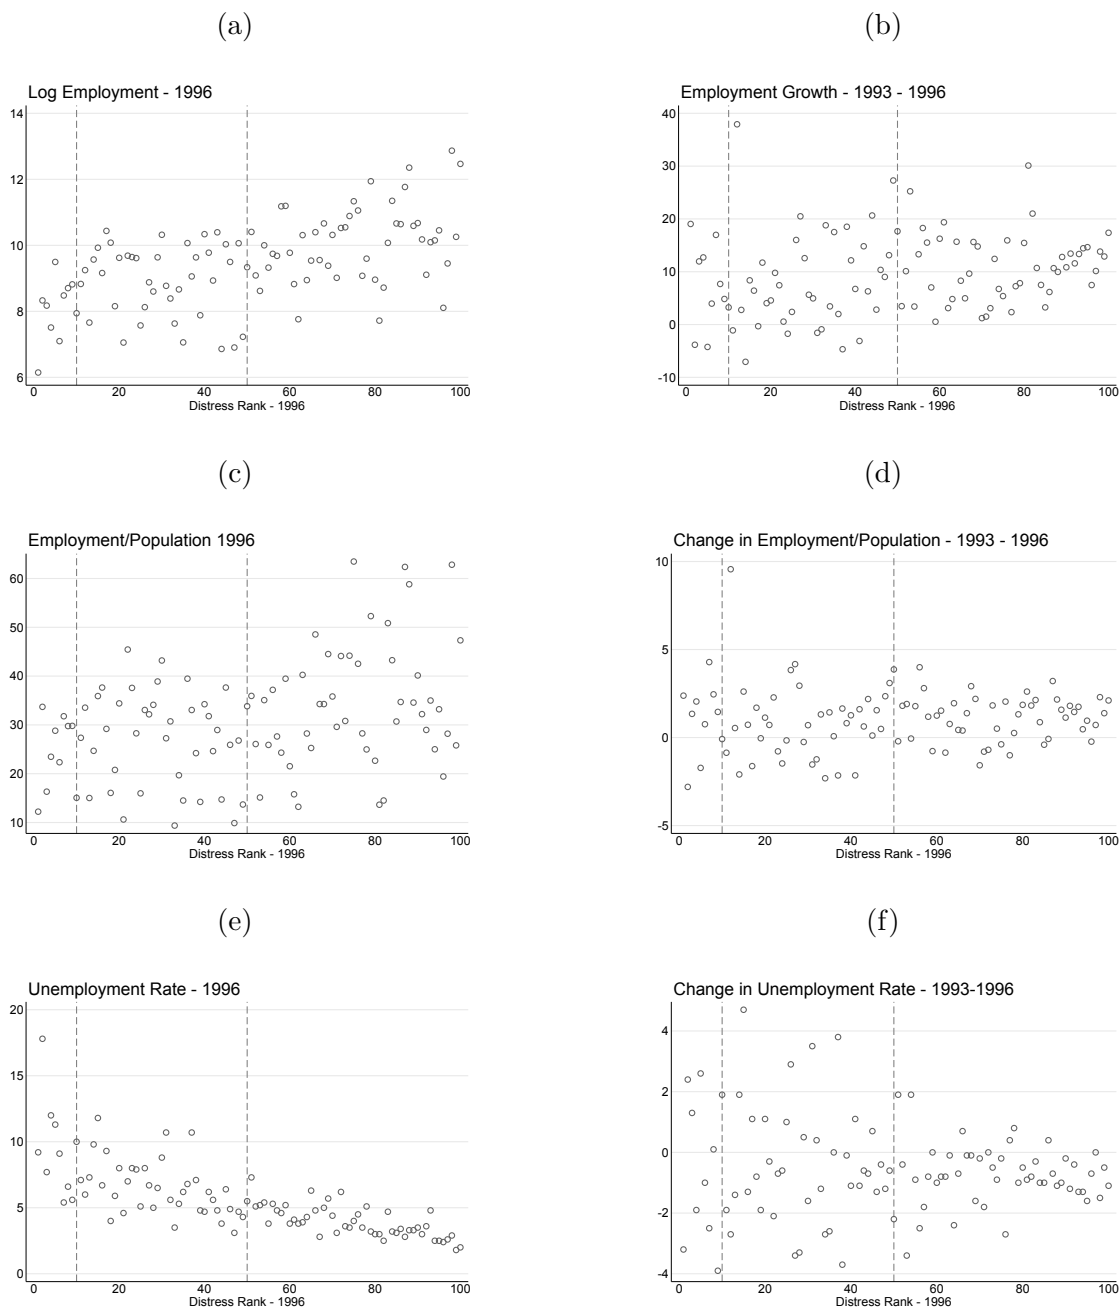 (a)
(b)
Log Employment - 1996
Employment Growth - 1993 - 1996
14
12
10
8
6
0 20 40 60 80 100
Distress Rank - 1996
40
30
20
10
0
-10
0 20 40 60 80 100
Distress Rank - 1996
(c)
(d)
Employment/Population 1996
Change in Employment/Population - 1993 - 1996
60
50
40
30
20
10
0 20 40 60 80 100
Distress Rank - 1996
10
5
0
-5
0 20 40 60 80 100
Distress Rank - 1996
(e)
(f)
Unemployment Rate - 1996
Change in Unemployment Rate - 1993-1996
20
15
10
5
0
0 20 40 60 80 100
Distress Rank - 1996
4
2
0
-2
-4
0 20 40 60 80 100
Distress Rank - 1996